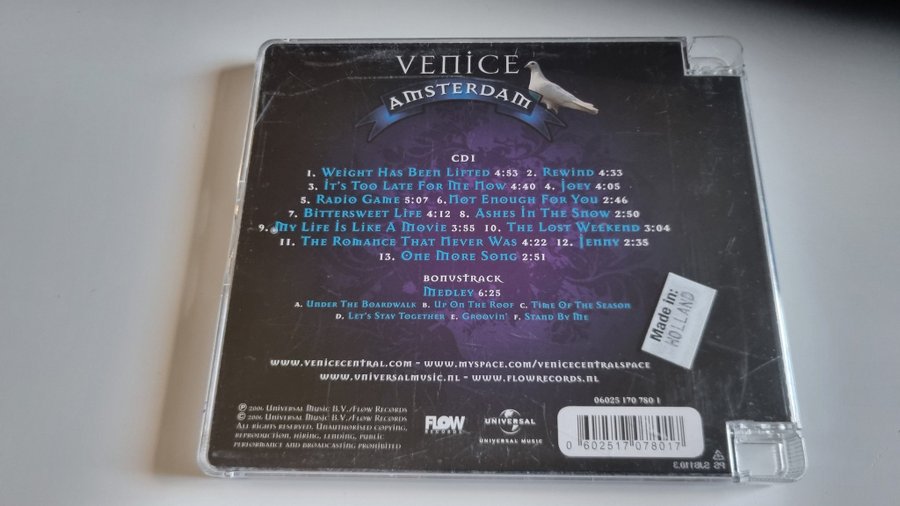 Venice
Amsterdam
CD1
1. Weight Has Been Lifted 4:53 2. Rewind 4:33
3. It's Too Late For Me Now 4:40 4. Joey 4:05
5. Radio Game 5:07 6.Not Enough For You 2:46
7. Bittersweet Life 4:12 8. Ashes In The Snow 2:50
9. My Life Is Like A Movie 3:55 10. The Lost Weekend 3:04
11. The Romance That Never Was 4:22 12. Jenny 2:35
13. One More Song 2:51
Bonustrack
Medley 6:25
A. Under The Boardwalk B. Up On The Roof C. Time Of The Season
D. Let's Stay Together E. Groovin' F. Stand By Me
Made in:
HOLLAND
www.venicecentral.com - www.myspace.com/venicecentralspace
www.universalmusic.nl - www.flowrecords.nl
℗ 2006 Universal Music B.V./Flow Records
© 2006 Universal Music B.V./Flow Records
All rights reserved. Unauthorised copying,
reproduction, hiring, lending, public
performance and broadcasting prohibited
FLOW
RECORDS
UNIVERSAL
UNIVERSAL MUSIC
06025 170 780 1
0 602517 078017